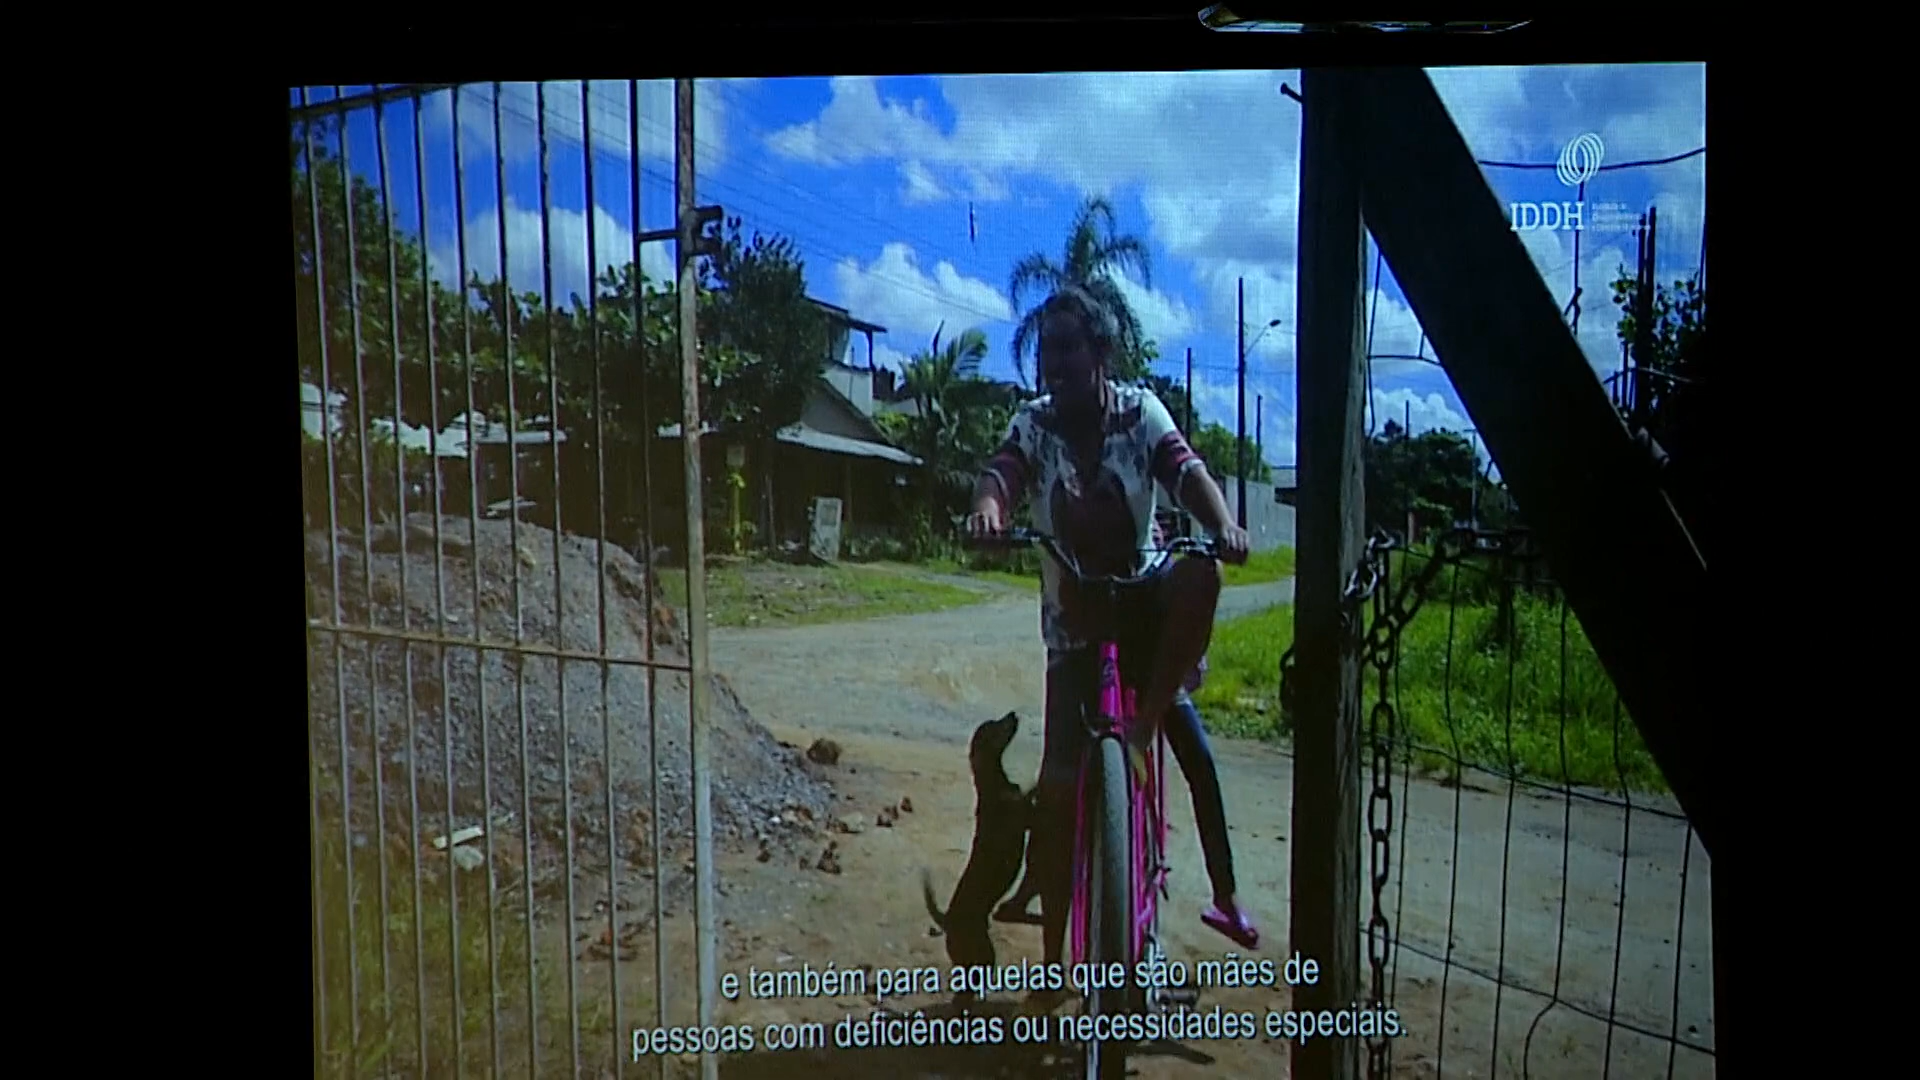 IDDH
e também para aquelas que são mães de
pessoas com deficiências ou necessidades especiais.